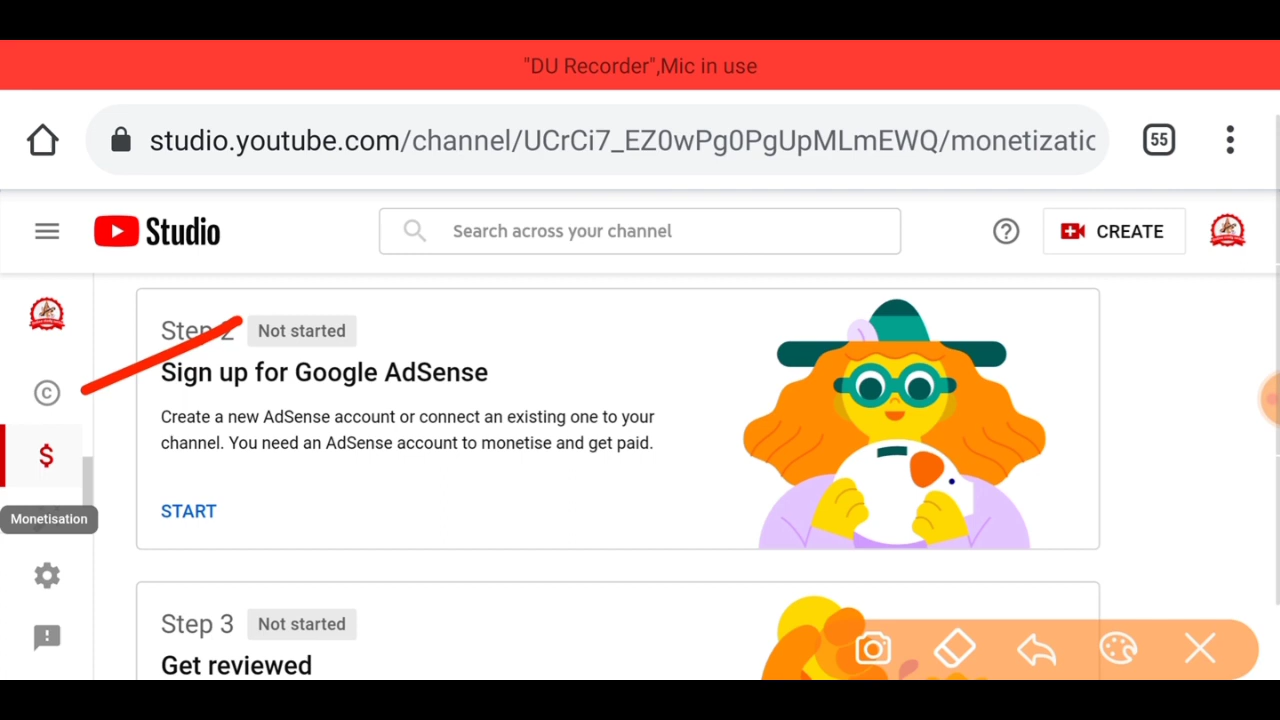 "DU Recorder",Mic in use
studio.youtube.com/channel/UCrCi7_EZ0wPg0PgUpMLmEWQ/monetizatic
55
Studio
Search across your channel
CREATE
Step 2 Not started
Sign up for Google AdSense
Create a new AdSense account or connect an existing one to your
channel. You need an AdSense account to monetise and get paid.
START
Monetisation
Step 3 Not started
Get reviewed